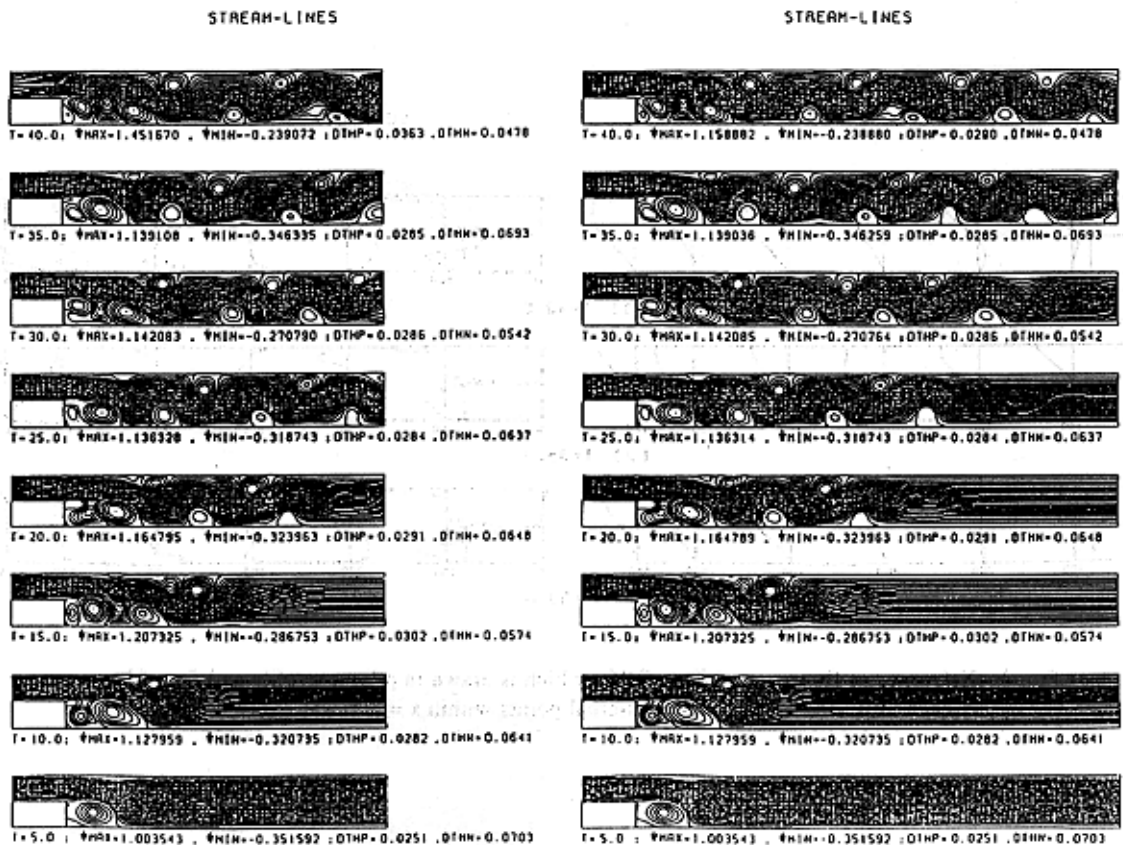 STREAM-LINES
T=40.0; ΨMAX=1.451670 , ΨMIN=-0.239072 ;DTHP=0.0363 ,DTHN=0.0478
T=35.0; ΨMAX=1.139108 , ΨMIN=-0.346335 ;DTHP=0.0285 ,DTHN=0.0693
T=30.0; ΨMAX=1.142083 , ΨMIN=-0.270790 ;DTHP=0.0286 ,DTHN=0.0542
T=25.0; ΨMAX=1.136328 , ΨMIN=-0.318743 ;DTHP=0.0284 ,DTHN=0.0637
T=20.0; ΨMAX=1.164795 , ΨMIN=-0.323963 ;DTHP=0.0291 ,DTHN=0.0648
T=15.0; ΨMAX=1.207325 , ΨMIN=-0.286753 ;DTHP=0.0302 ,DTHN=0.0574
T=10.0; ΨMAX=1.127959 , ΨMIN=-0.320735 ;DTHP=0.0282 ,DTHN=0.0641
T=5.0 ; ΨMAX=1.003543 , ΨMIN=-0.351592 ;DTHP=0.0251 ,DTHN=0.0703
STREAM-LINES
T=40.0; ΨMAX=1.158882 , ΨMIN=-0.238880 ;DTHP=0.0290 ,DTHN=0.0478
T=35.0; ΨMAX=1.139036 , ΨMIN=-0.346259 ;DTHP=0.0285 ,DTHN=0.0693
T=30.0; ΨMAX=1.142085 , ΨMIN=-0.270764 ;DTHP=0.0286 ,DTHN=0.0542
T=25.0; ΨMAX=1.136314 , ΨMIN=-0.318743 ;DTHP=0.0284 ,DTHN=0.0637
T=20.0; ΨMAX=1.164789 , ΨMIN=-0.323963 ;DTHP=0.0291 ,DTHN=0.0648
T=15.0; ΨMAX=1.207325 , ΨMIN=-0.286753 ;DTHP=0.0302 ,DTHN=0.0574
T=10.0; ΨMAX=1.127959 , ΨMIN=-0.320735 ;DTHP=0.0282 ,DTHN=0.0641
T=5.0 ; ΨMAX=1.003543 , ΨMIN=-0.351592 ;DTHP=0.0251 ,DTHN=0.0703